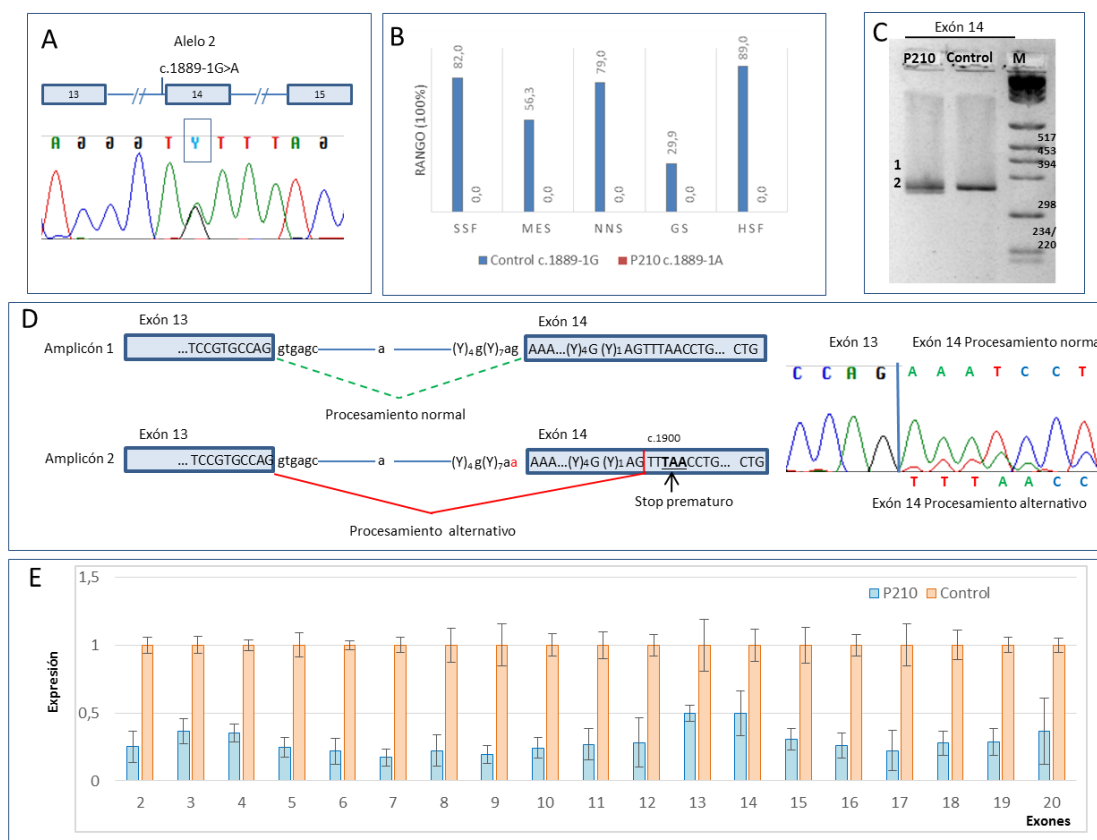 A
Alelo 2
c.1889-1G>A
13
14
15
A g g g T Y T T T A g
B
RANGO (100%)
82,0
0,0
56,3
0,0
79,0
0,0
29,9
0,0
89,0
0,0
SSF MES NNS GS HSF
Control c.1889-1G P210 c.1889-1A
C
Exón 14
P210 Control M
517
453
394
298
234/
220
1
2
D
Exón 13 Exón 14
Amplicón 1 ...TCCGTGCCAG gtgagc a (Y)4g(Y)7ag AAA...(Y)4G (Y)1 AGTTTAACCTG... CTG
Procesamiento normal
Exón 13 Exón 14 c.1900
Amplicón 2 ... TCCGTGCCAG gtgagc a (Y)4g(Y)7aa AAA...(Y)4G (Y)1 AGTTTAACCTG... CTG
Stop prematuro
Procesamiento alternativo
Exón 13 Exón 14 Procesamiento norma
C C A G A A A T C C T
T T T A A C C
Exón 14 Procesamiento alternativo
E
Expresión
1,5
1
0,5
0
P210 Control
2 3 4 5 6 7 8 9 10 11 12 13 14 15 16 17 18 19 20
Exones